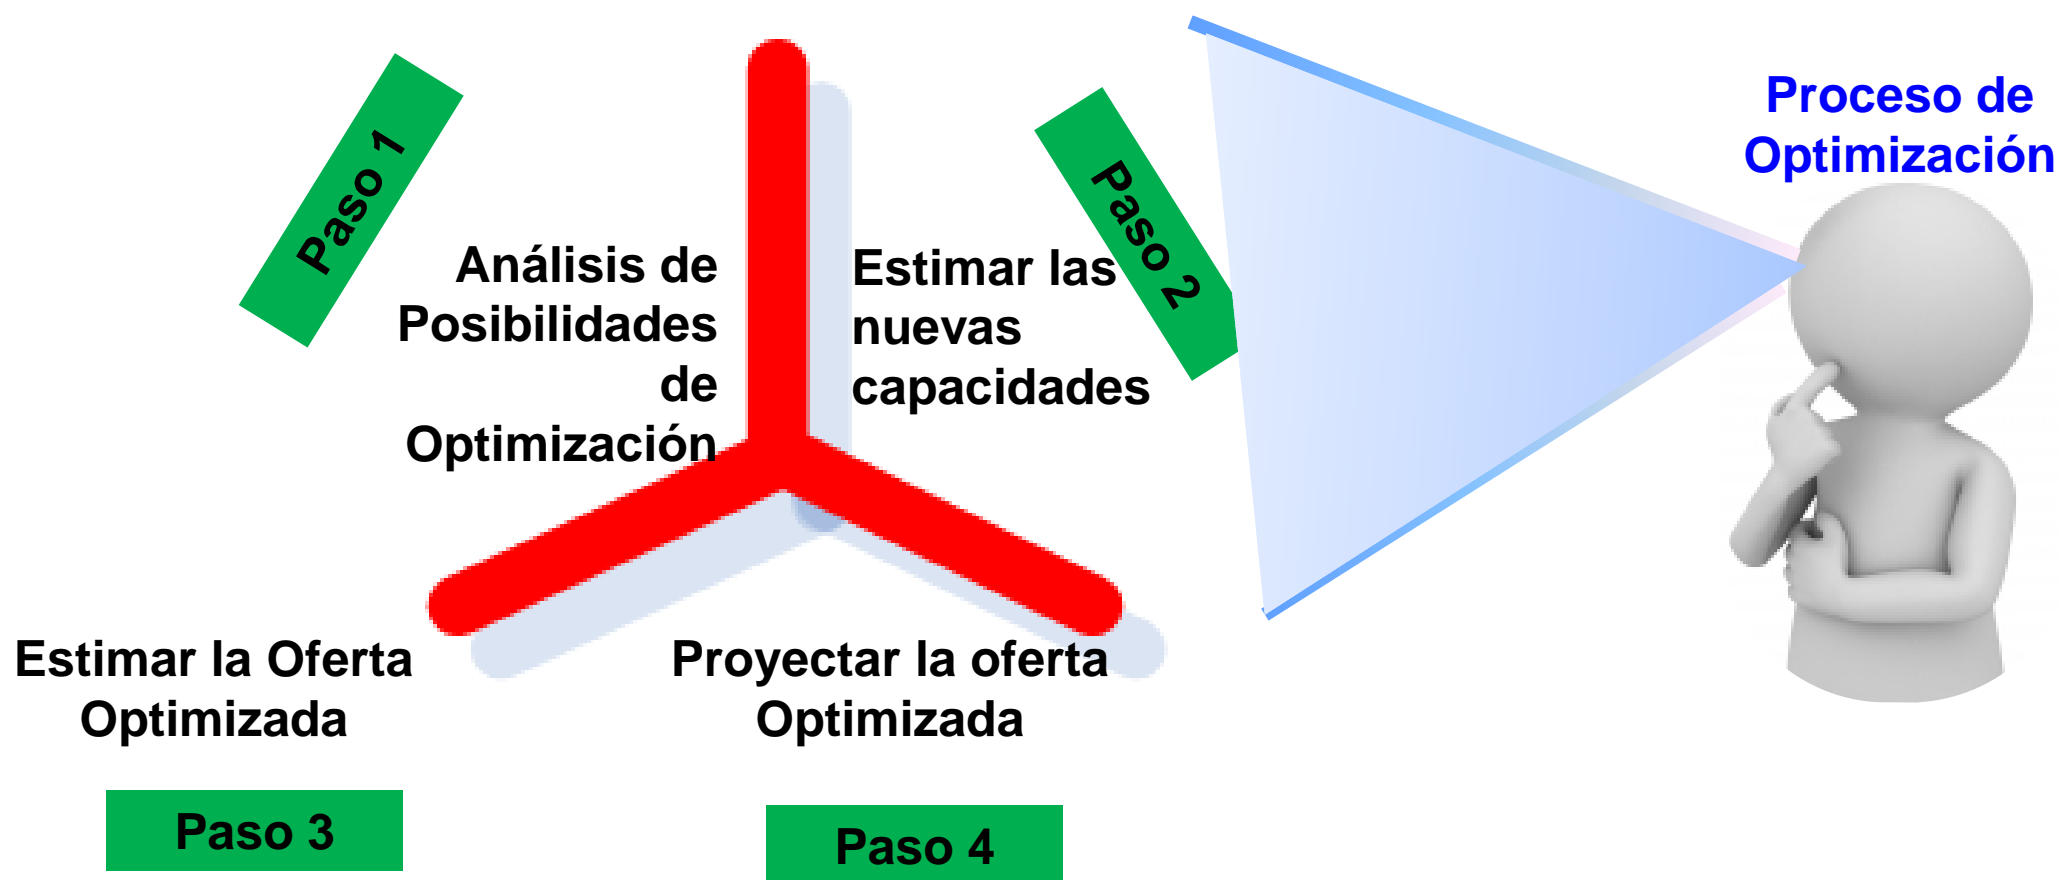 Proceso de
Optimización
Paso 1
Análisis de
Posibilidades
de
Optimización
Paso 2
Estimar las
nuevas
capacidades
Estimar la Oferta
Optimizada
Paso 3
Proyectar la oferta
Optimizada
Paso 4